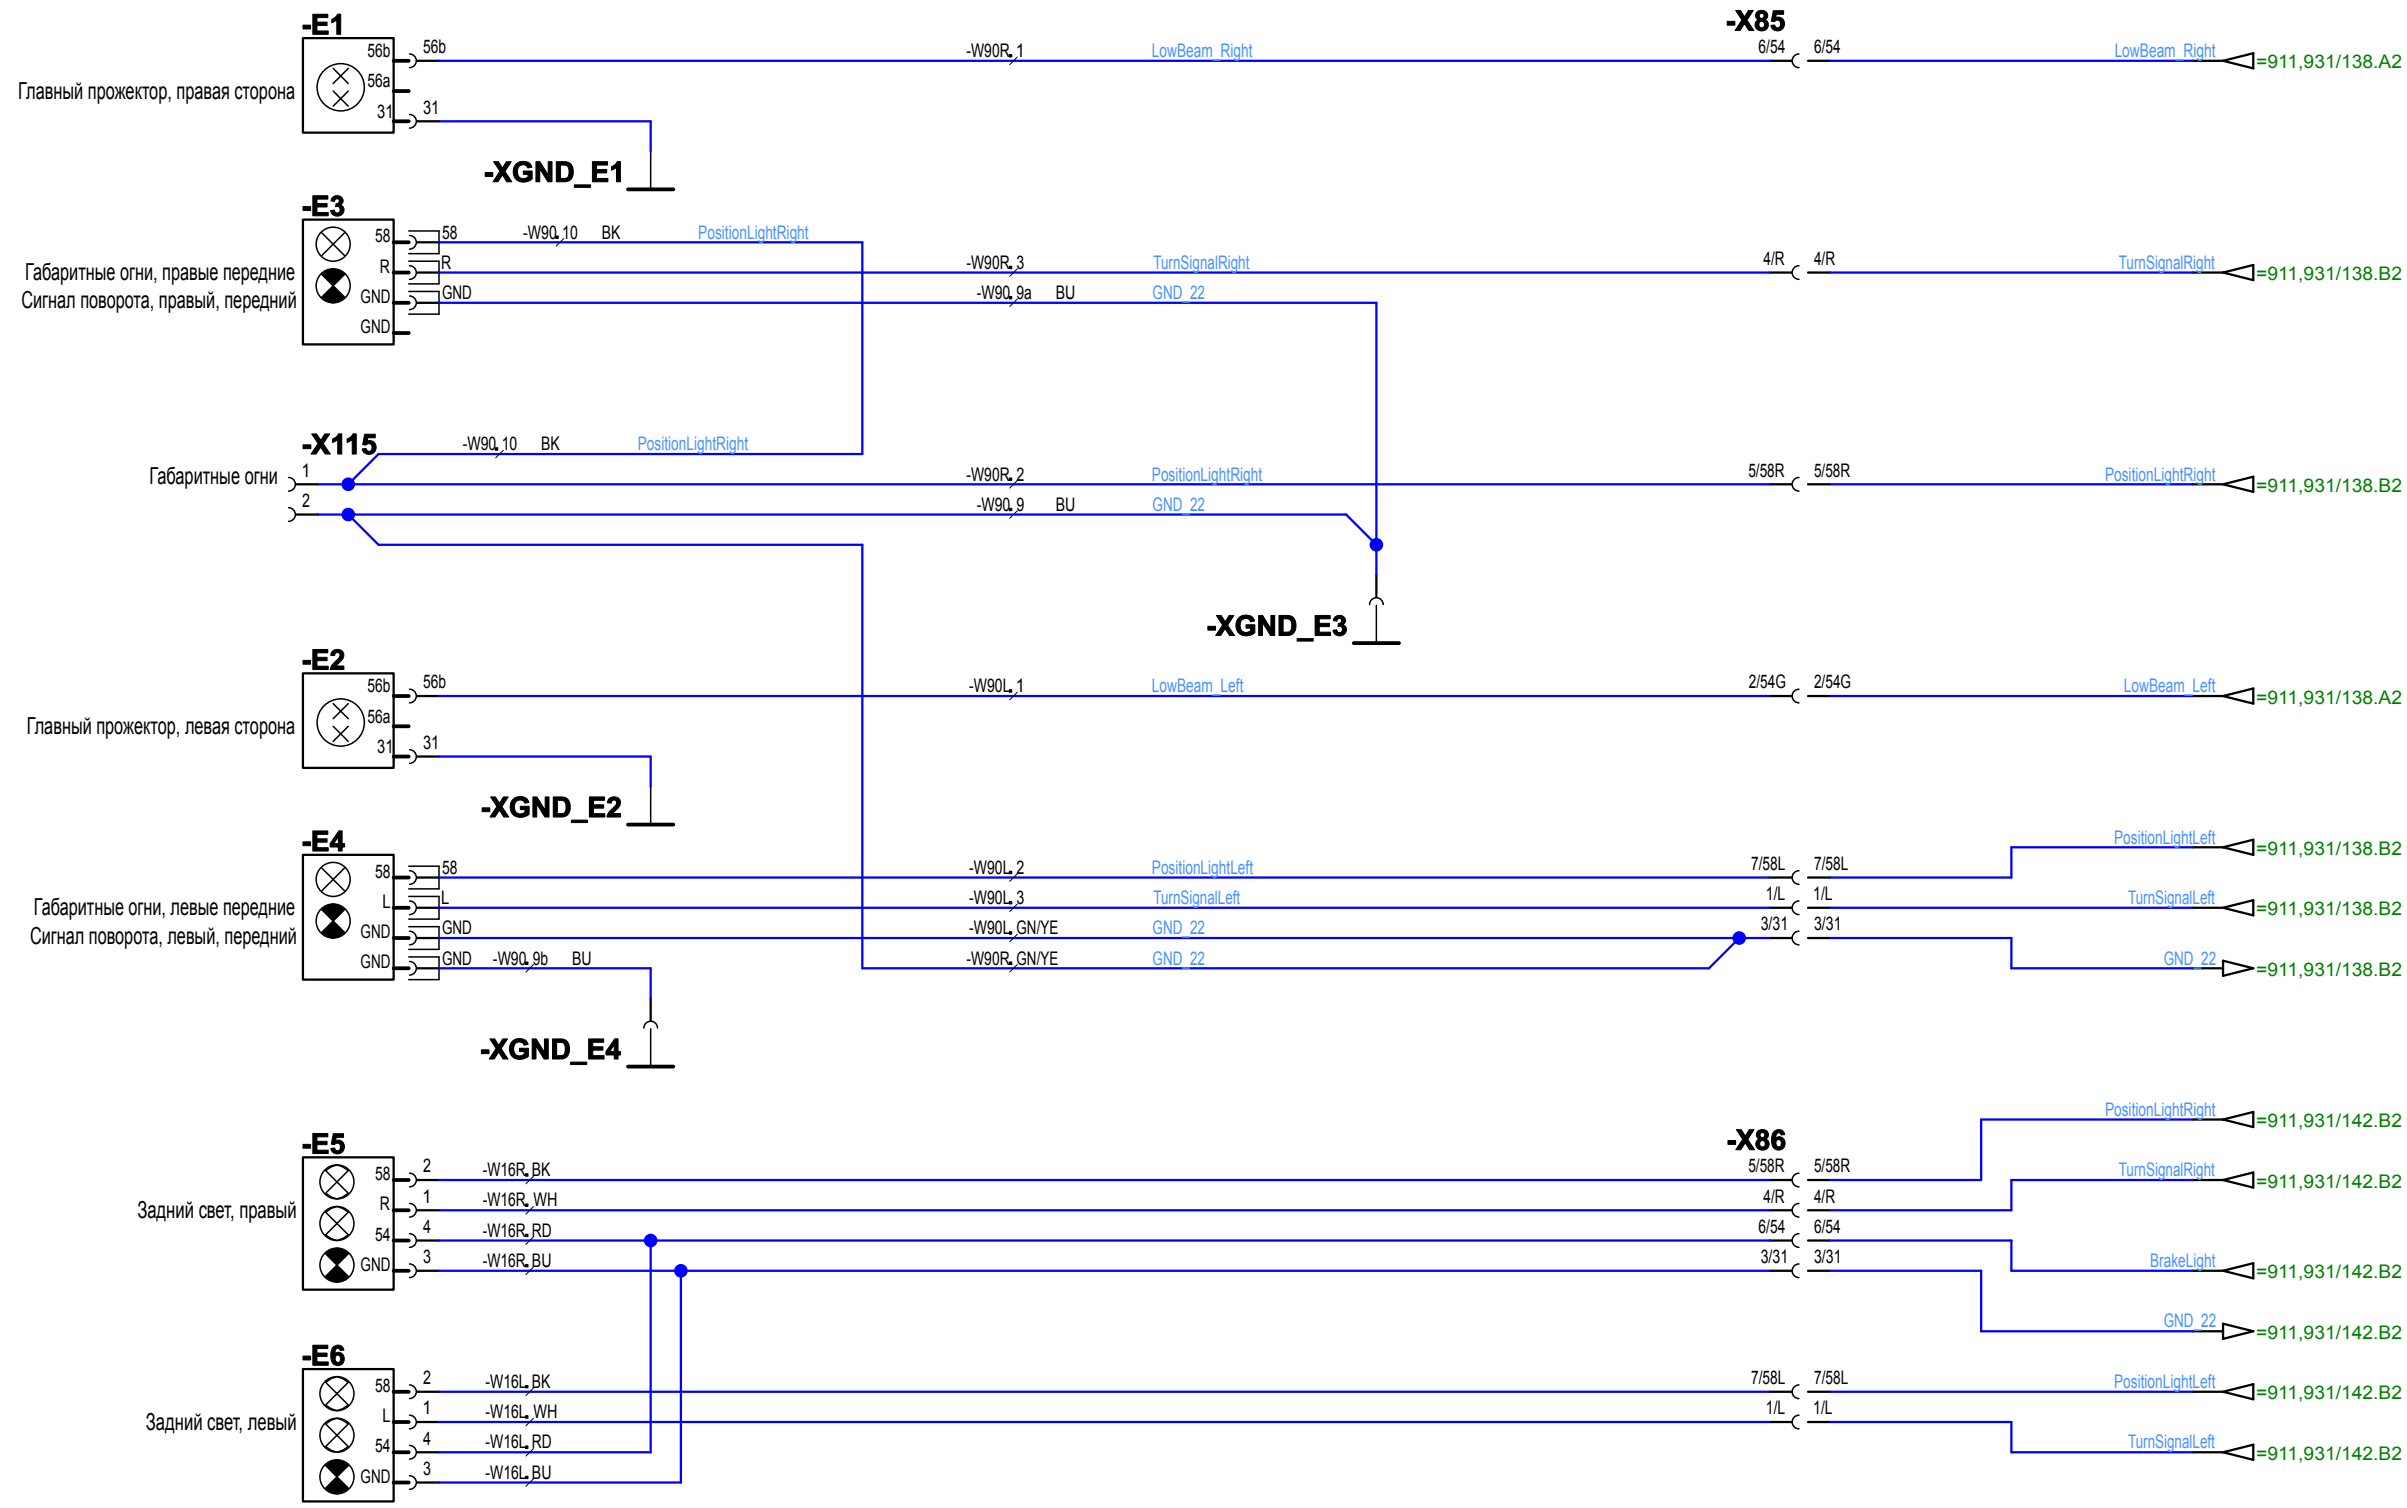 -E1
-X85
56b 56b -W90R.1 LowBeam_Right 6/54 6/54 LowBeam_Right =911,931/138.A2
56a
Главный прожектор, правая сторона
31 31
-XGND_E1
-E3
58 58 -W90.10 BK PositionLightRight
R R -W90R.3 TurnSignalRight 4/R 4/R TurnSignalRight =911,931/138.B2
Габаритные огни, правые передние
GND GND -W90.9a BU GND_22
Сигнал поворота, правый, передний
GND
-X115 -W90.10 BK PositionLightRight
Габаритные огни 1 -W90R.2 PositionLightRight 5/58R 5/58R PositionLightRight =911,931/138.B2
2 -W90.9 BU GND_22
-XGND_E3
-E2
56b 56b -W90L.1 LowBeam_Left 2/54G 2/54G LowBeam_Left =911,931/138.A2
56a
Главный прожектор, левая сторона
31 31
-XGND_E2
-E4
PositionLightLeft =911,931/138.B2
58 58 -W90L.2 PositionLightLeft 7/58L 7/58L
L L -W90L.3 TurnSignalLeft 1/L 1/L TurnSignalLeft =911,931/138.B2
Габаритные огни, левые передние
GND GND -W90L.GN/YE GND_22 3/31 3/31
Сигнал поворота, левый, передний
GND GND -W90.9b BU -W90R.GN/YE GND_22 GND_22 =911,931/138.B2
-XGND_E4
PositionLightRight =911,931/142.B2
-E5
-X86
58 2 -W16R.BK 5/58R 5/58R TurnSignalRight =911,931/142.B2
R 1 -W16R.WH 4/R 4/R
Задний свет, правый
54 4 -W16R.RD 6/54 6/54
GND 3 -W16R.BU 3/31 3/31 BrakeLight =911,931/142.B2
GND_22 =911,931/142.B2
-E6
58 2 -W16L.BK 7/58L 7/58L PositionLightLeft =911,931/142.B2
L 1 -W16L.WH 1/L 1/L
Задний свет, левый
54 4 -W16L.RD TurnSignalLeft =911,931/142.B2
GND 3 -W16L.BU